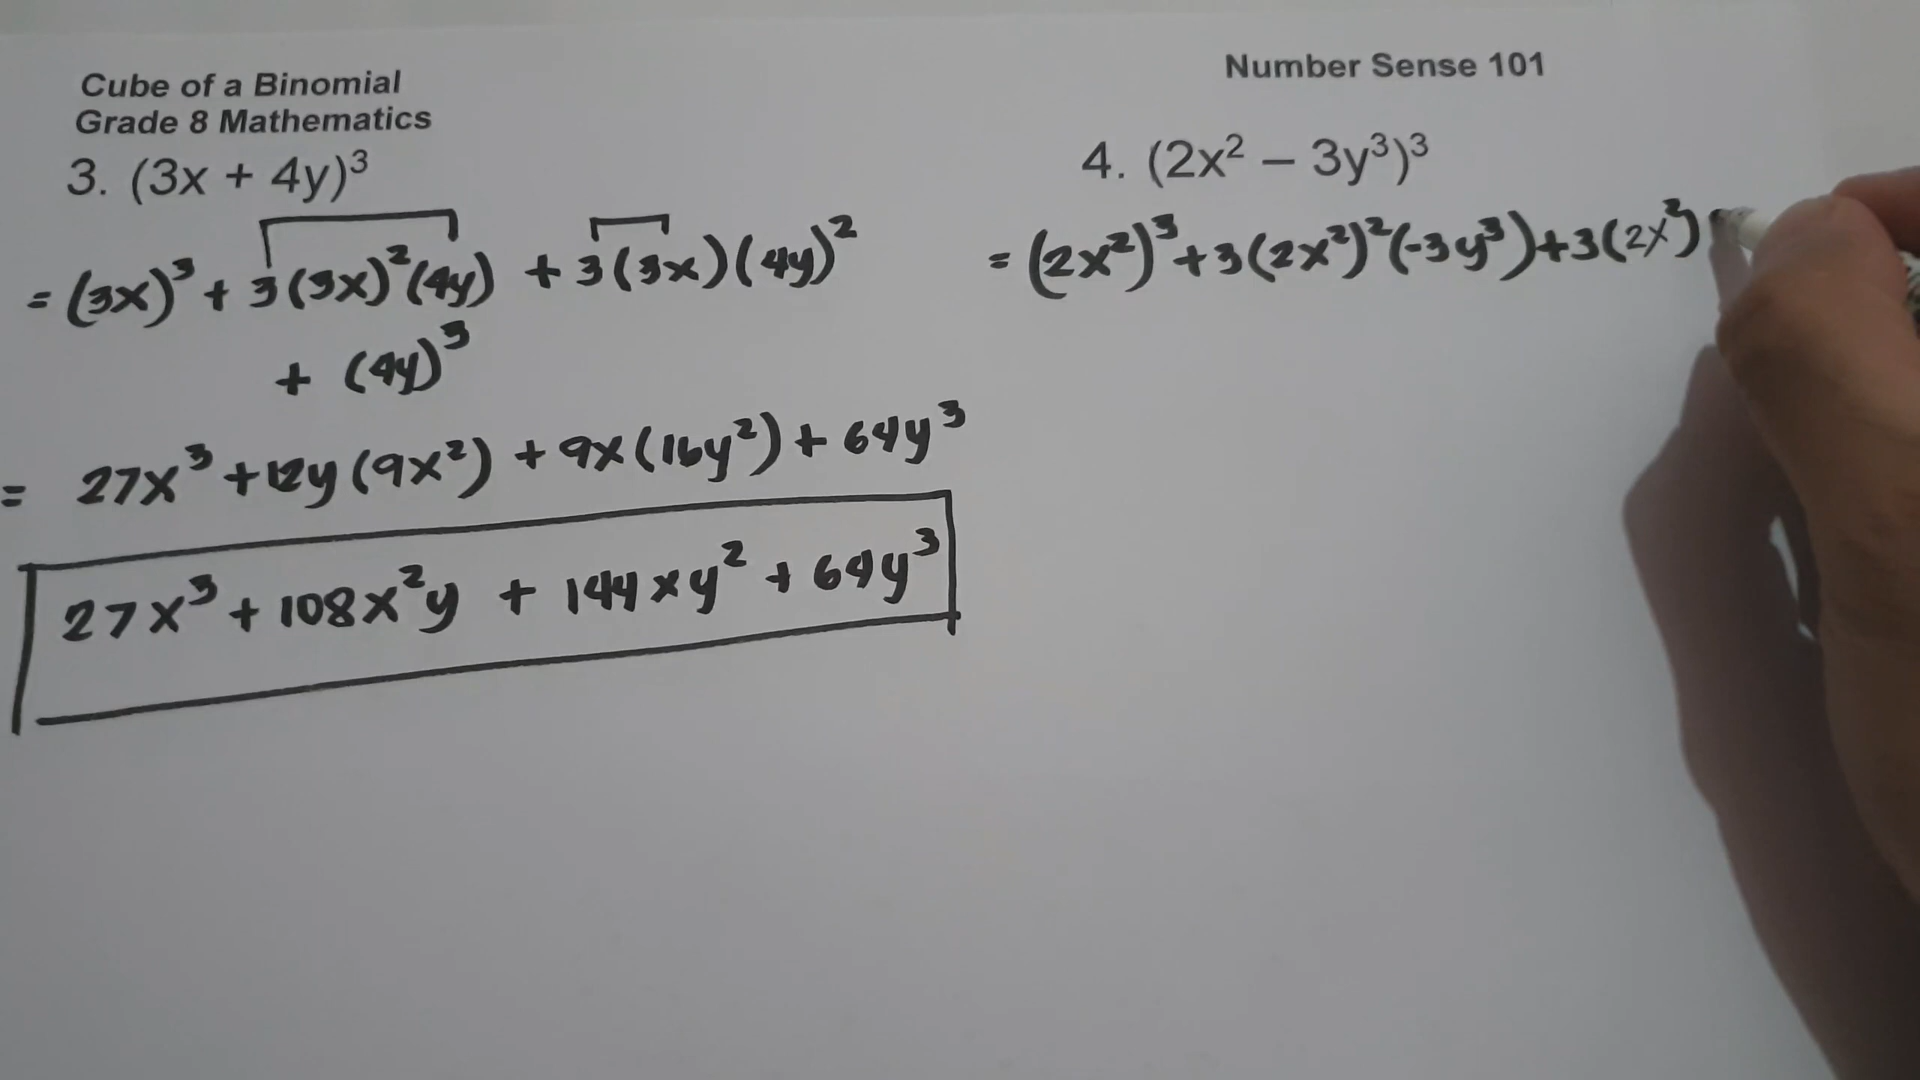 Cube of a Binomial
Grade 8 Mathematics
3. (3x + 4y)³
= (3x)³ + 3(3x)²(4y) + 3(3x)(4y)²
+ (4y)³
= 27x³ + 12y(9x²) + 9x(16y²) + 64y³
27x³ + 108x²y + 144xy² + 64y³
Number Sense 101
4. (2x² – 3y³)³
= (2x²)³ + 3(2x²)²(-3y³) + 3(2x²)